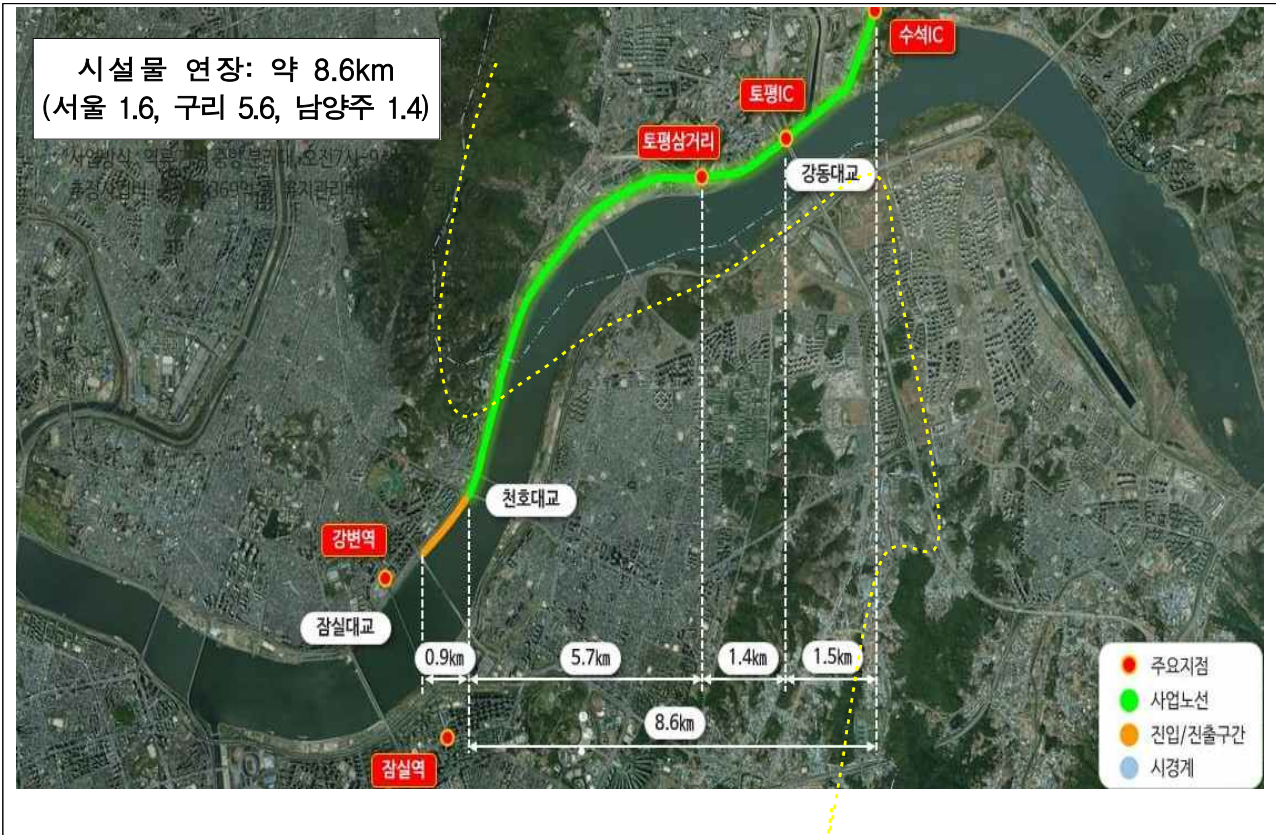 시설물 연장: 약 8.6km
(서울 1.6, 구리 5.6, 남양주 1.4)
수석IC
토평IC
토평삼거리
강동대교
천호대교
강변역
잠실대교
0.9㎞
5.7㎞
1.4㎞
1.5㎞
8.6㎞
잠실역
주요지점
사업노선
진입/진출구간
시경계